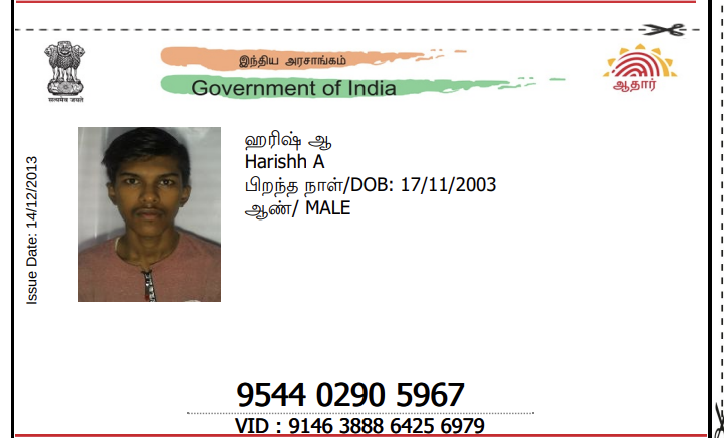 இந்திய அரசாங்கம்
Government of India
सत्यमेव जयते
ஆதார்
Issue Date: 14/12/2013
ஹரிஷ் ஆ
Harishh A
பிறந்த நாள்/DOB: 17/11/2003
ஆண்/ MALE
9544 0290 5967
VID : 9146 3888 6425 6979